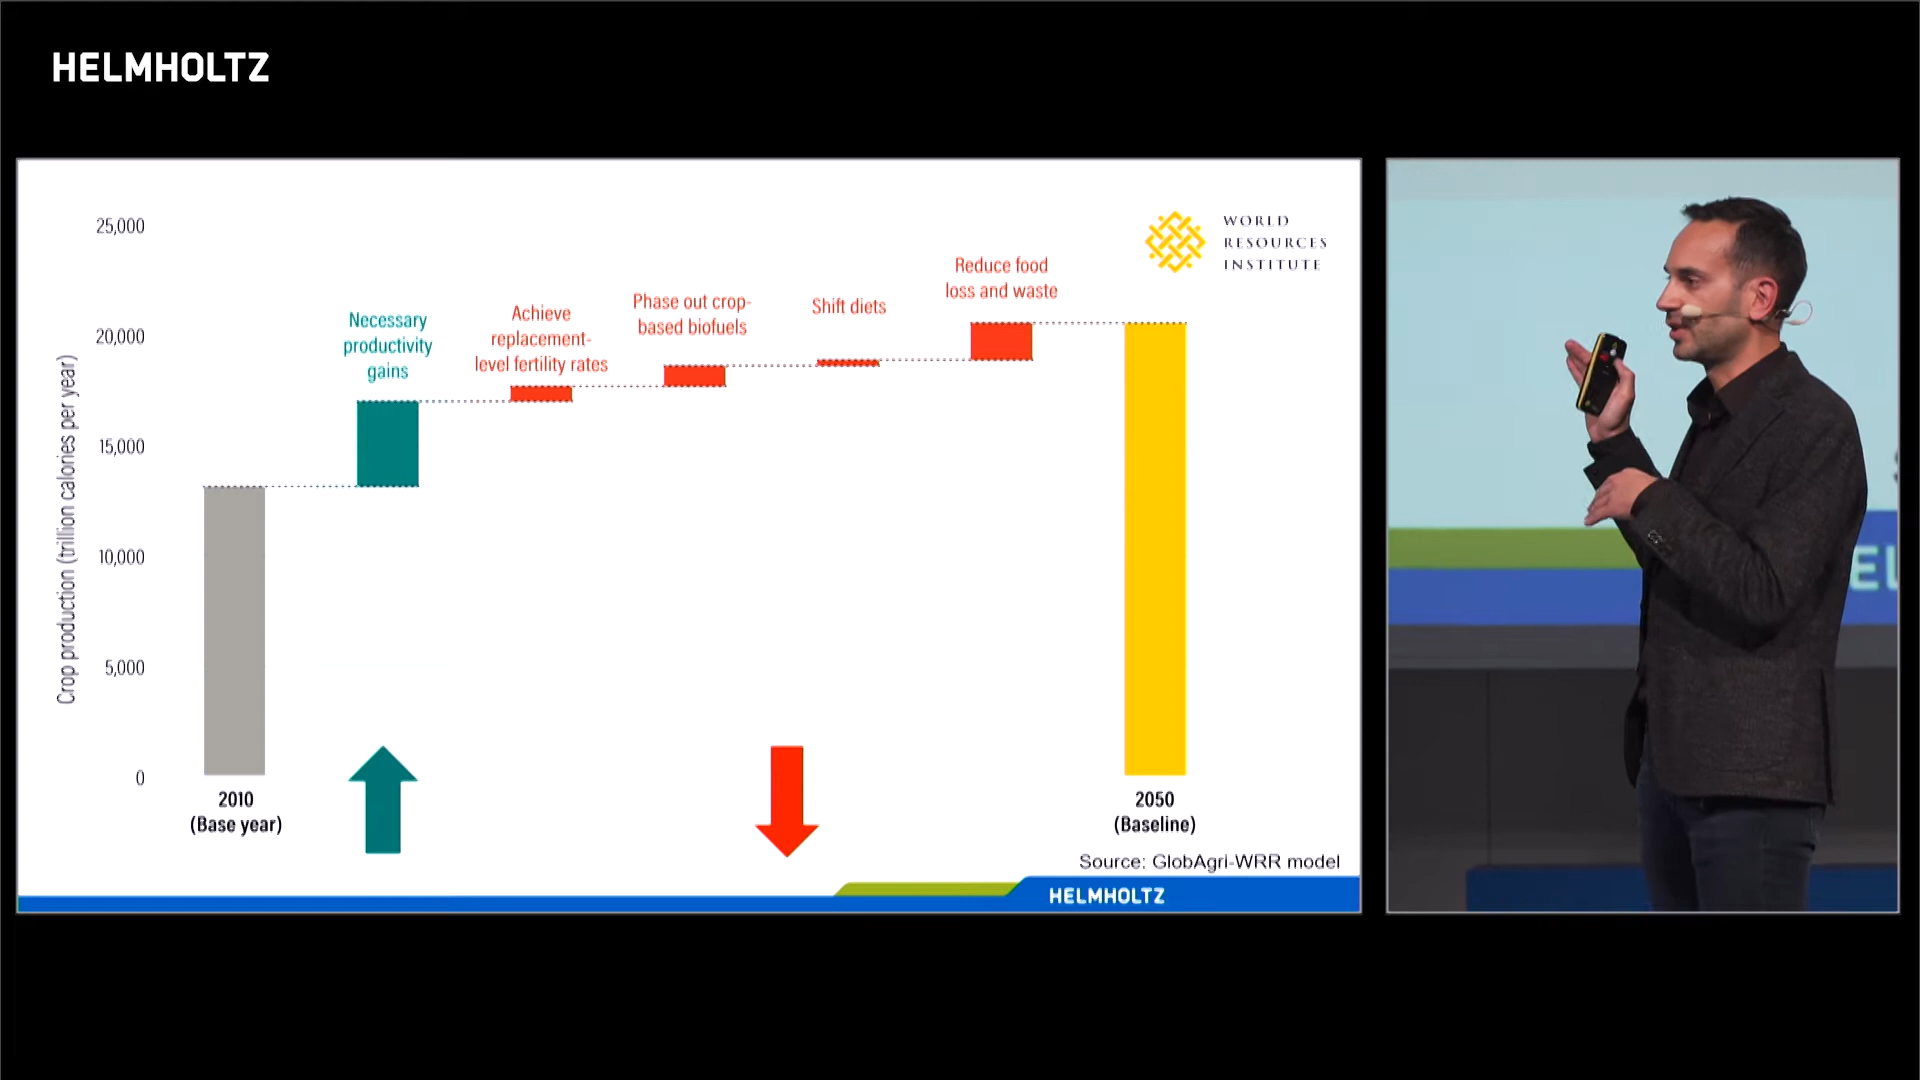 HELMHOLTZ
WORLD
RESOURCES
INSTITUTE
25,000
20,000
15,000
10,000
5,000
0
Crop production (trillion calories per year)
Necessary
productivity
gains
Achieve
replacement-
level fertility rates
Phase out crop-
based biofuels
Shift diets
Reduce food
loss and waste
2010
(Base year)
2050
(Baseline)
Source: GlobAgri-WRR model
HELMHOLTZ
EL